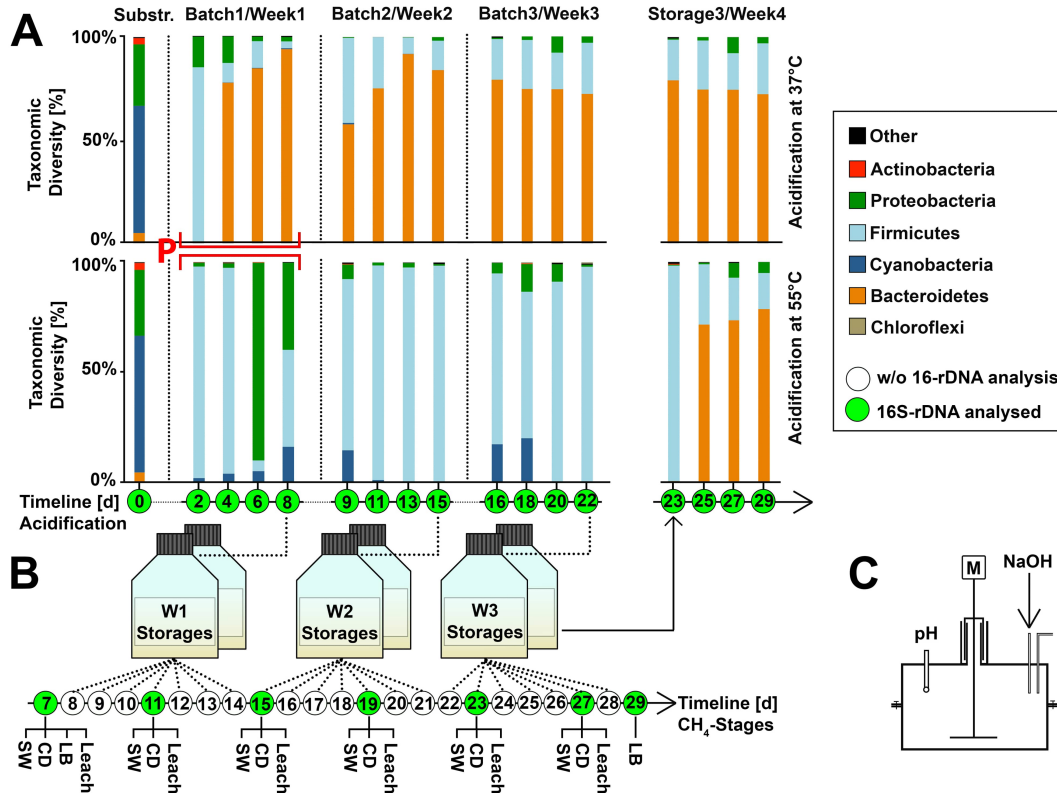 A
Substr. Batch1/Week1 Batch2/Week2 Batch3/Week3 Storage3/Week4
Taxonomic
Diversity [%]
100%
50%
0%
Acidification at 37°C
P
Taxonomic
Diversity [%]
100%
50%
0%
Acidification at 55°C
Other
Actinobacteria
Proteobacteria
Firmicutes
Cyanobacteria
Bacteroidetes
Chloroflexi
w/o 16-rDNA analysis
16S-rDNA analysed
Timeline [d]
Acidification
0 2 4 6 8 9 11 13 15 16 18 20 22 23 25 27 29
B
W1
Storages
W2
Storages
W3
Storages
7 8 9 10 11 12 13 14 15 16 17 18 19 20 21 22 23 24 25 26 27 28 29
Timeline [d]
CH4-Stages
SW CD LB Leach
SW CD Leach
SW CD Leach
SW CD Leach
SW CD Leach
SW CD Leach
LB
C
M
NaOH
pH